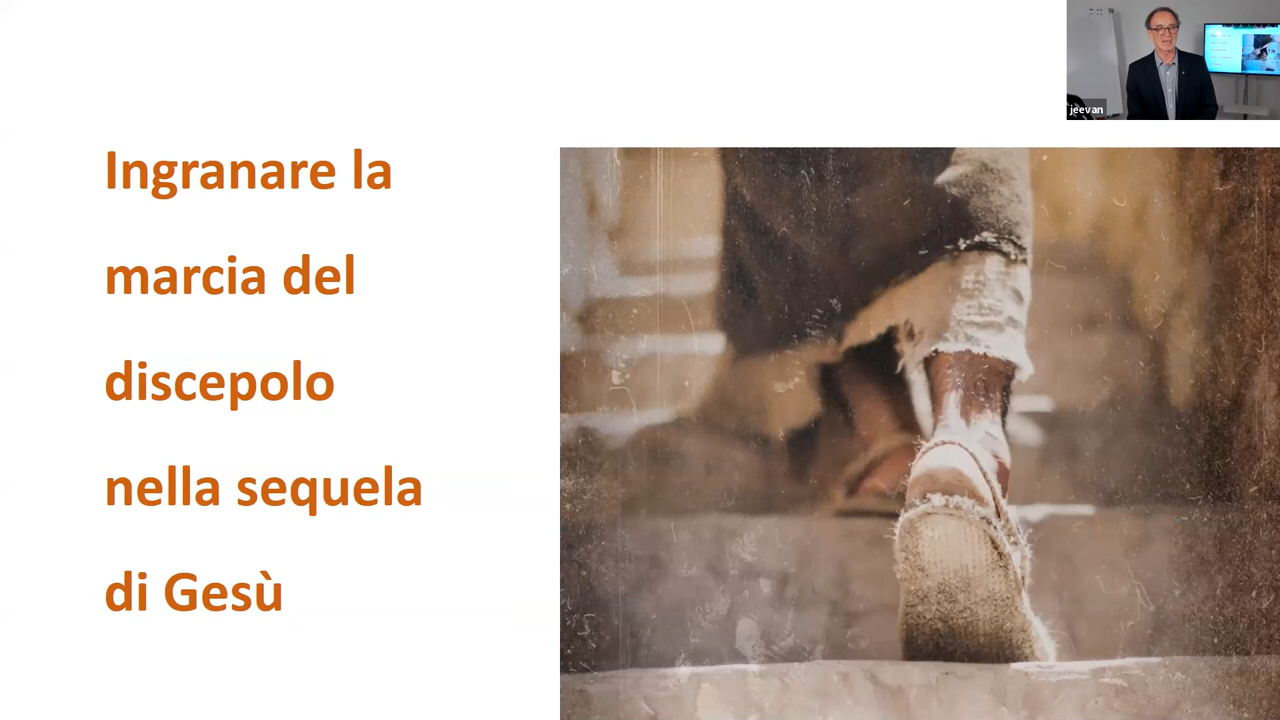 jeevan
Ingranare la
marcia del
discepolo
nella sequela
di Gesù